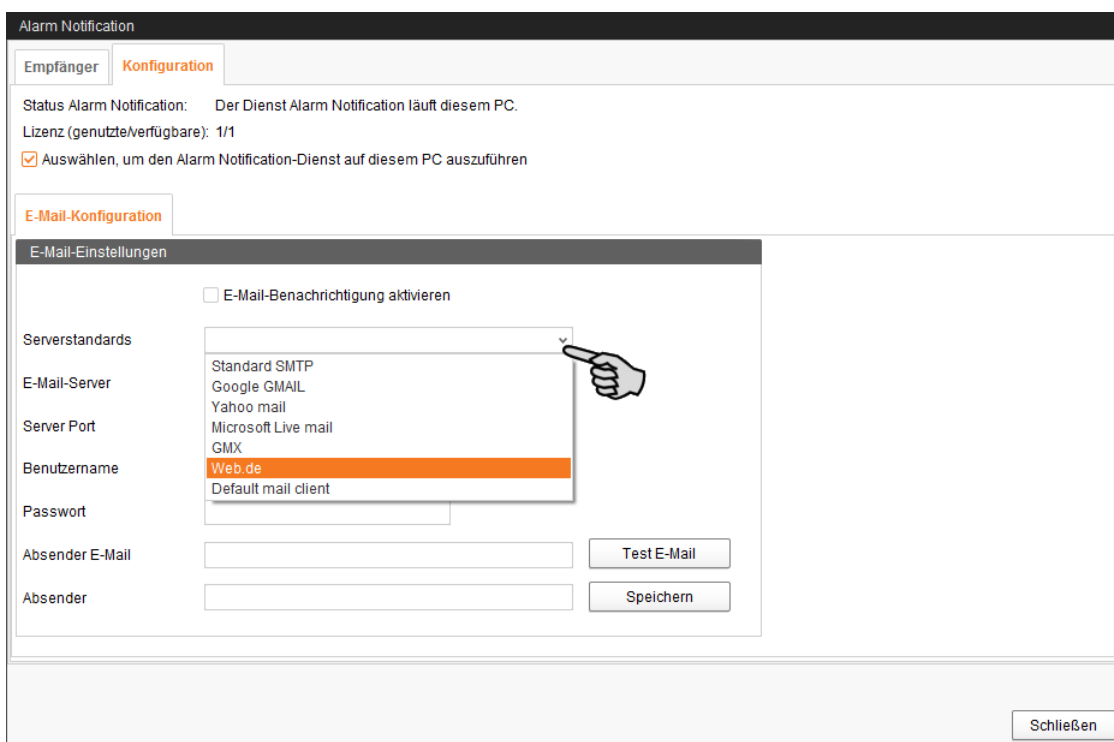 Alarm Notification
Empfänger Konfiguration
Status Alarm Notification: Der Dienst Alarm Notification läuft diesem PC.
Lizenz (genutzte/verfügbare): 1/1
Auswählen, um den Alarm Notification-Dienst auf diesem PC auszuführen
E-Mail-Konfiguration
E-Mail-Einstellungen
E-Mail-Benachrichtigung aktivieren
Serverstandards
Standard SMTP
E-Mail-Server
Google GMAIL
Yahoo mail
Server Port
Microsoft Live mail
GMX
Benutzername
Web.de
Default mail client
Passwort
Absender E-Mail
Test E-Mail
Absender
Speichern
Schließen